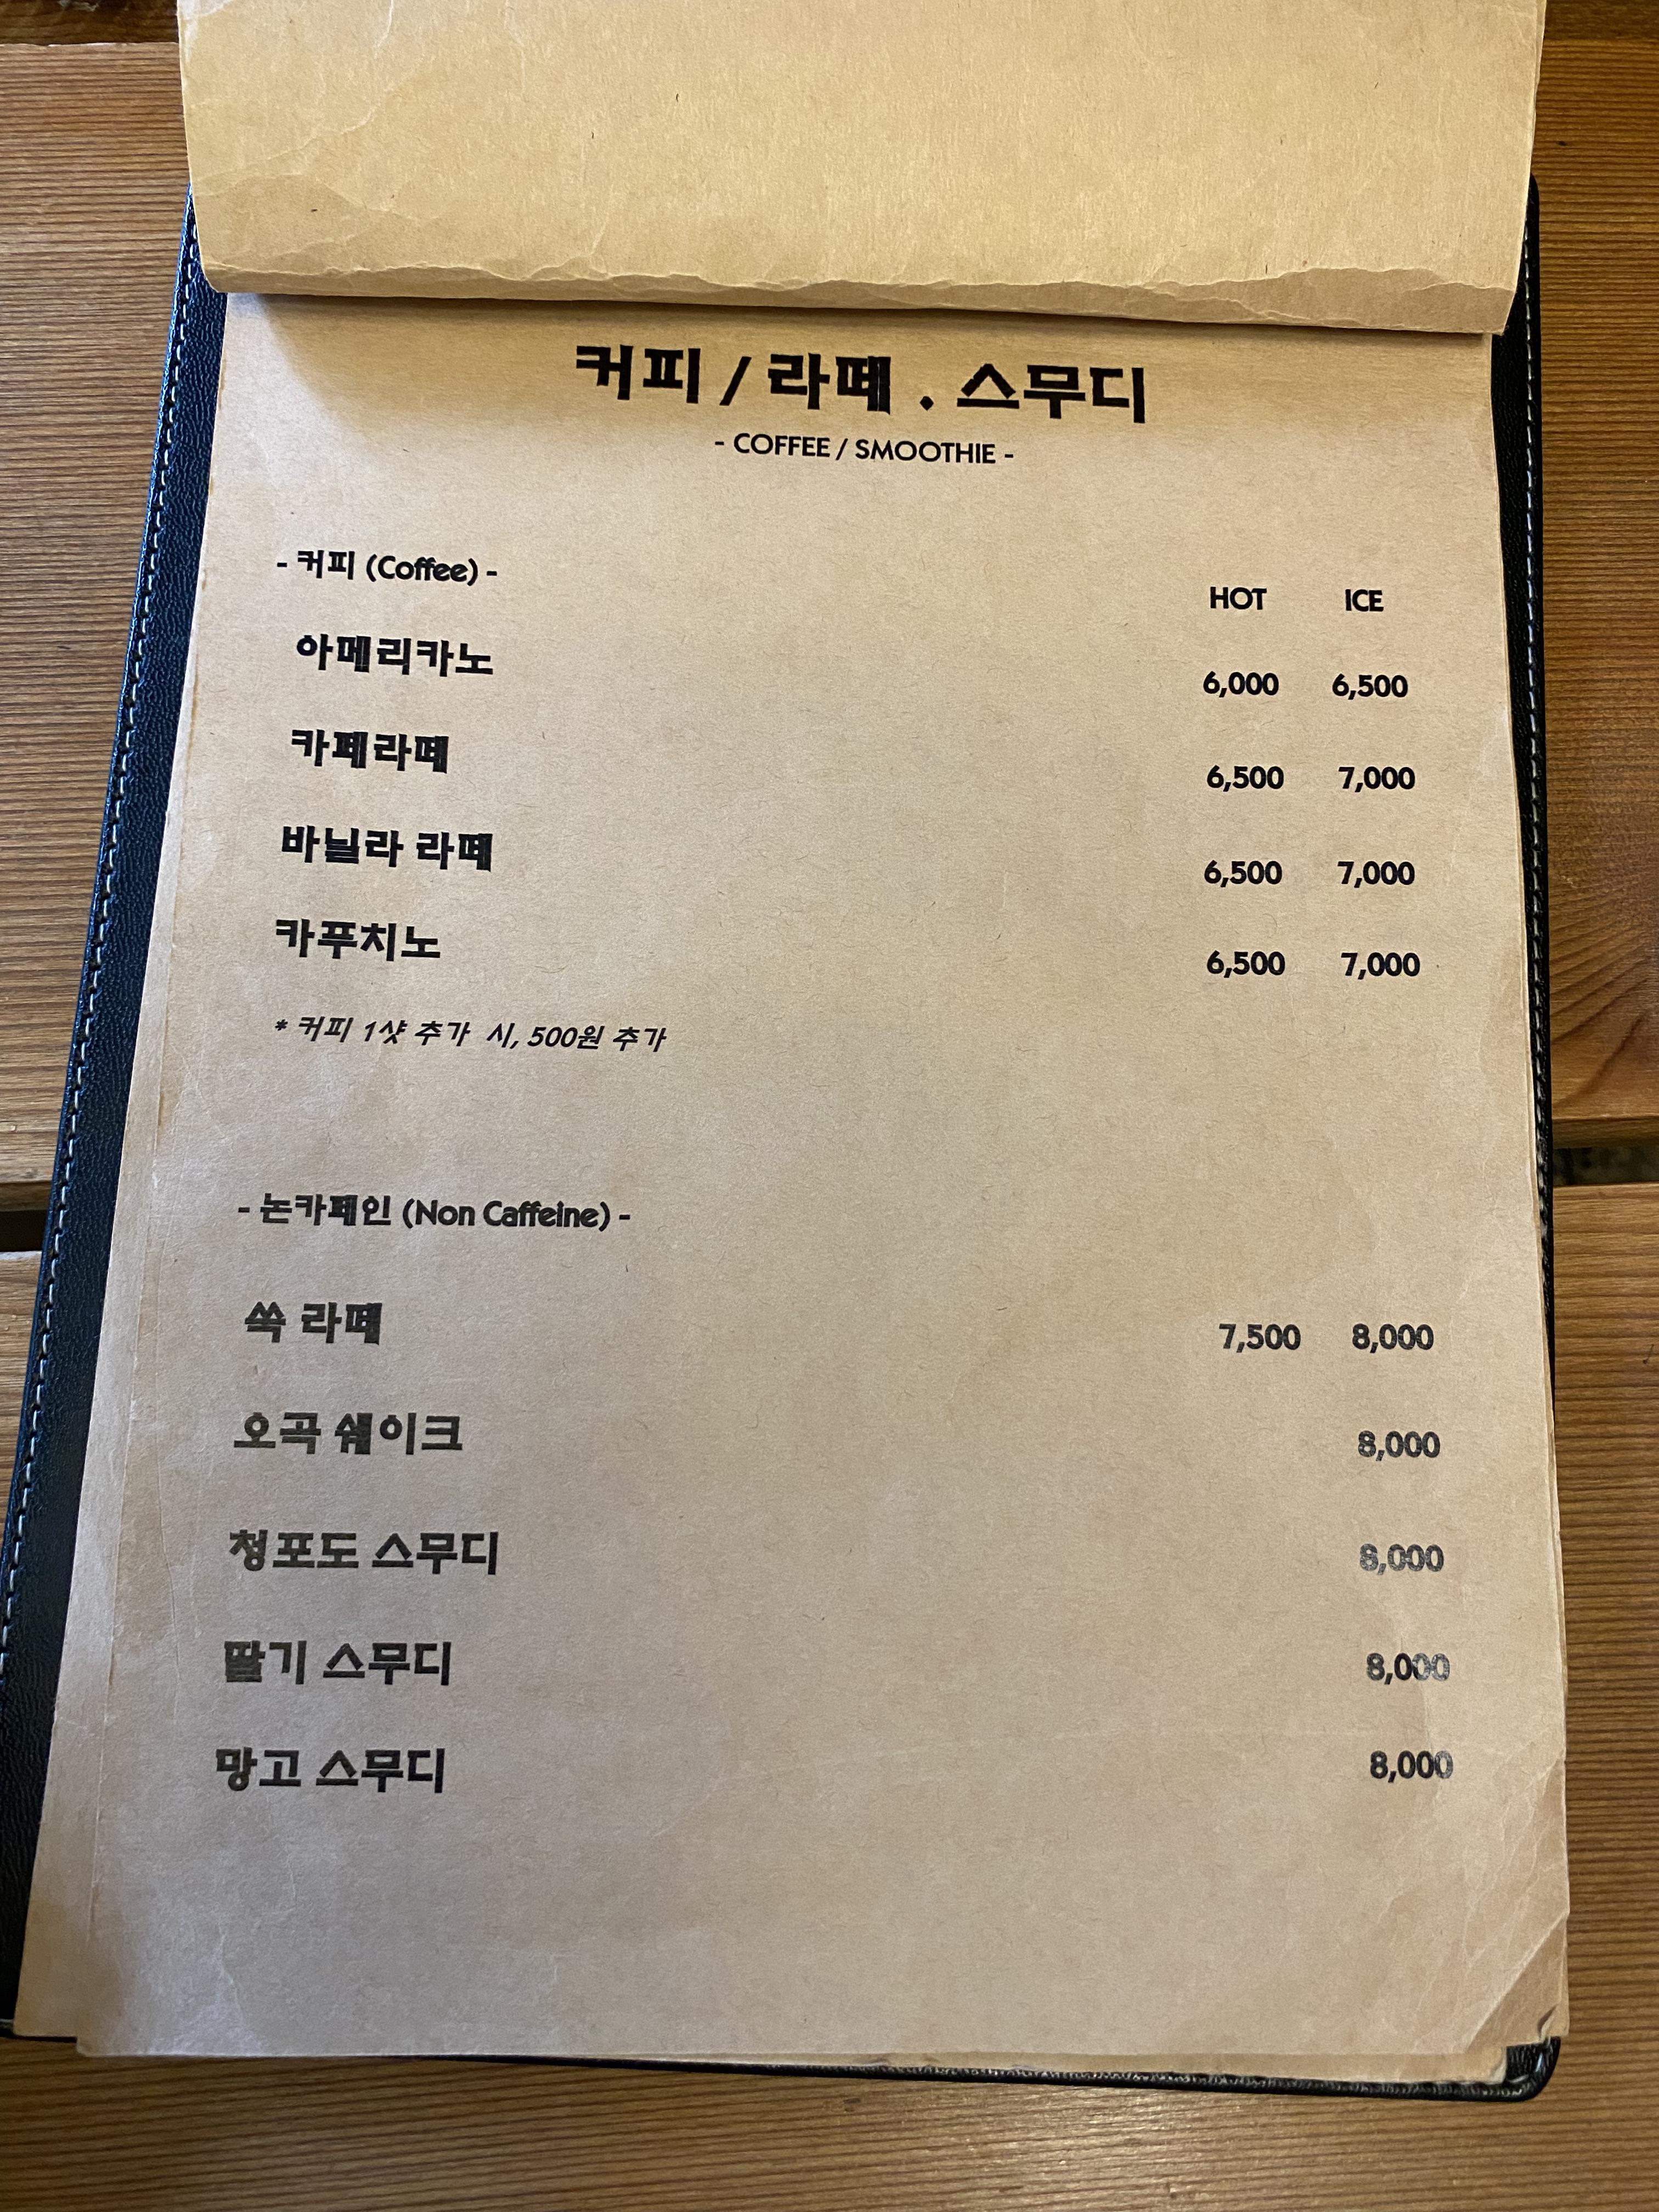 커피 / 라떼 . 스무디
- COFFEE / SMOOTHIE -
- 커피 (Coffee) -
HOT ICE
아메리카노 6,000 6,500
카페라떼 6,500 7,000
바닐라 라떼 6,500 7,000
카푸치노 6,500 7,000
* 커피 1샷 추가 시, 500원 추가
- 논카페인 (Non Caffeine) -
쑥 라떼 7,500 8,000
오곡 쉐이크 8,000
청포도 스무디 8,000
딸기 스무디 8,000
망고 스무디 8,000